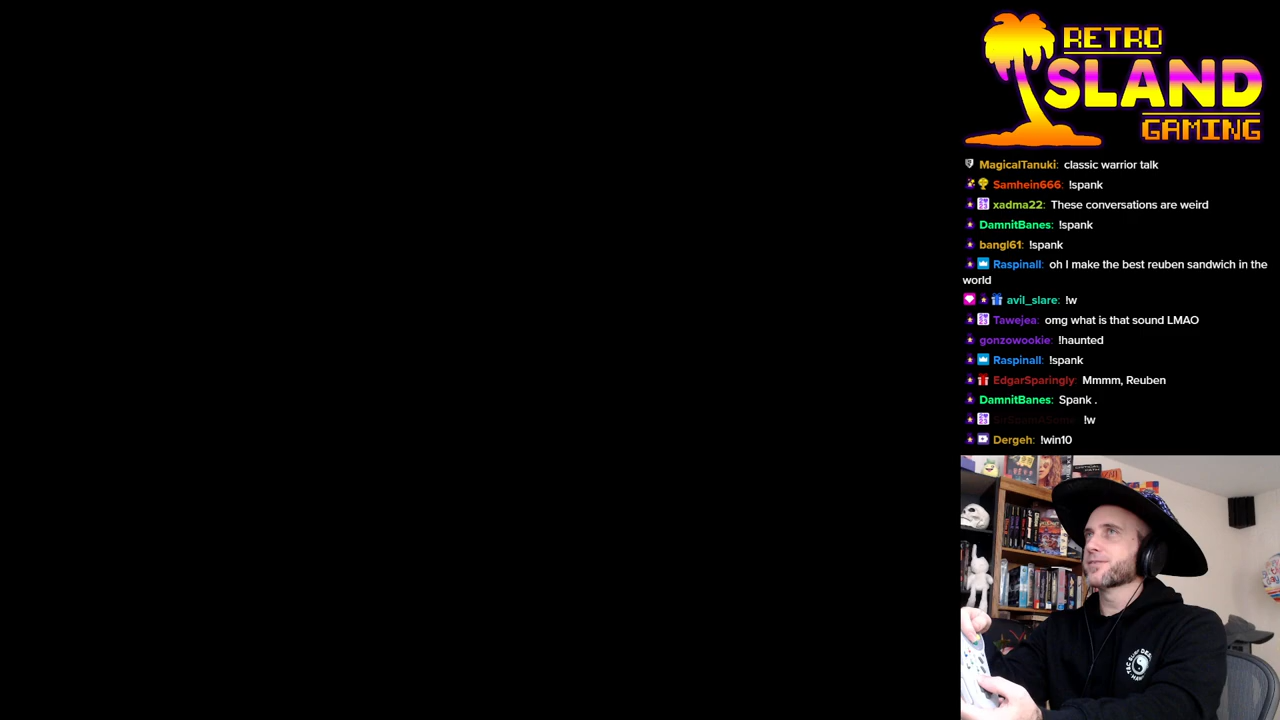 RETRO
ISLAND
GAMING
MagicalTanuki: classic warrior talk
Samhein666: !spank
xadma22: These conversations are weird
DamnitBanes: !spank
bangl61: !spank
Raspinall: oh I make the best reuben sandwich in the
world
avil_slare: !w
Tawejea: omg what is that sound LMAO
gonzowookie: !haunted
Raspinall: !spank
EdgarSparingly: Mmmm, Reuben
DamnitBanes: Spank .
!w
Dergeh: !win10